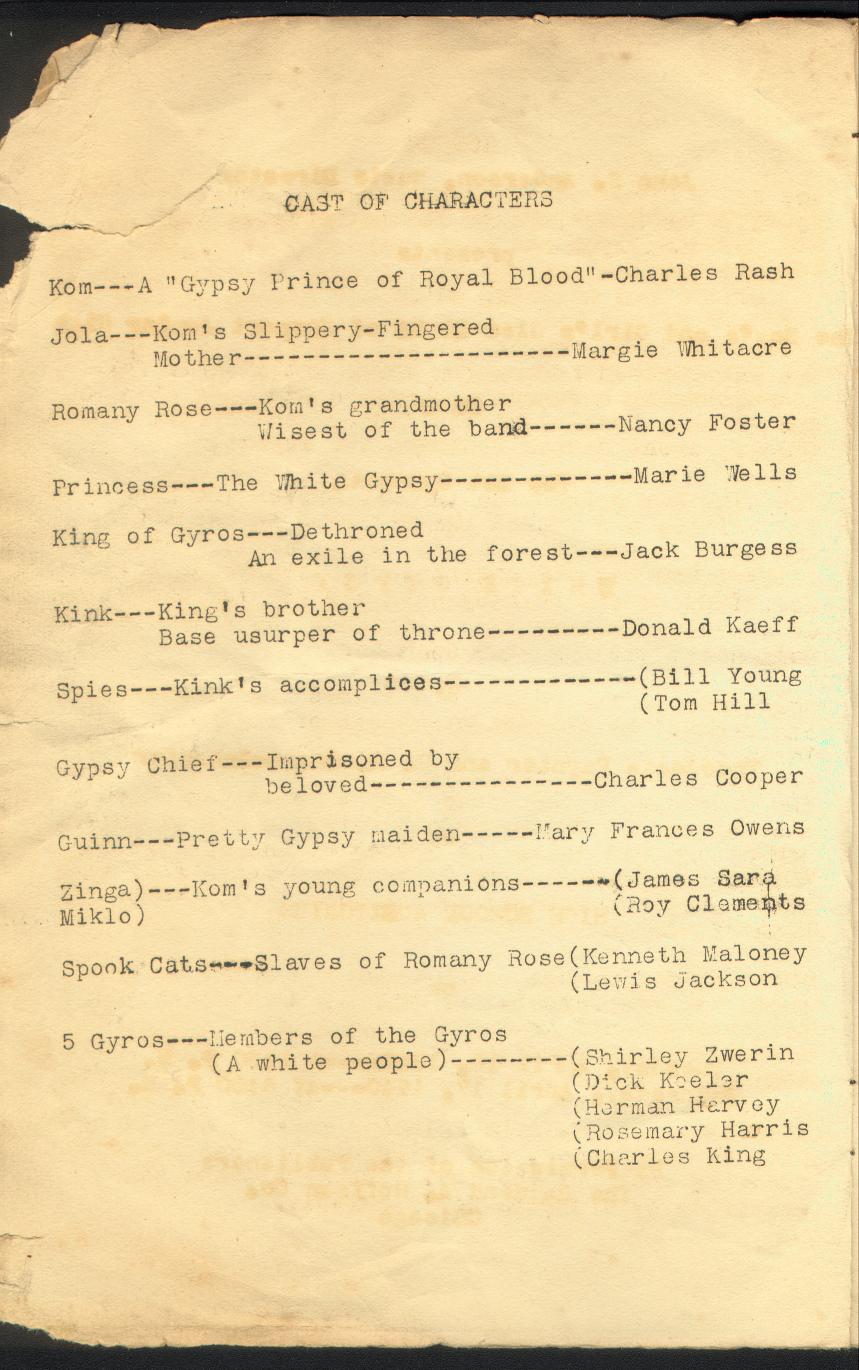 CAST OF CHARACTERS
Kom---A "Gypsy Prince of Royal Blood"-Charles Rash
Jola---Kom's Slippery-Fingered
Mother----------------------Margie Whitacre
Romany Rose---Kom's grandmother
Wisest of the band------Nancy Foster
Princess---The White Gypsy-------------Marie Wells
King of Gyros---Dethroned
An exile in the forest---Jack Burgess
Kink---King's brother
Base usurper of throne---------Donald Kaeff
Spies---Kink's accomplices-------------(Bill Young
(Tom Hill
Gypsy Chief---Imprisoned by
beloved---------------Charles Cooper
Guinn---Pretty Gypsy maiden-----Mary Frances Owens
Zinga)---Kom's young companions------(James Sara
Miklo) (Roy Clements
Spook Cats---Slaves of Romany Rose(Kenneth Maloney
(Lewis Jackson
5 Gyros---Members of the Gyros
(A white people)--------(Shirley Zwerin
(Dick Keeler
(Herman Harvey
(Rosemary Harris
(Charles King